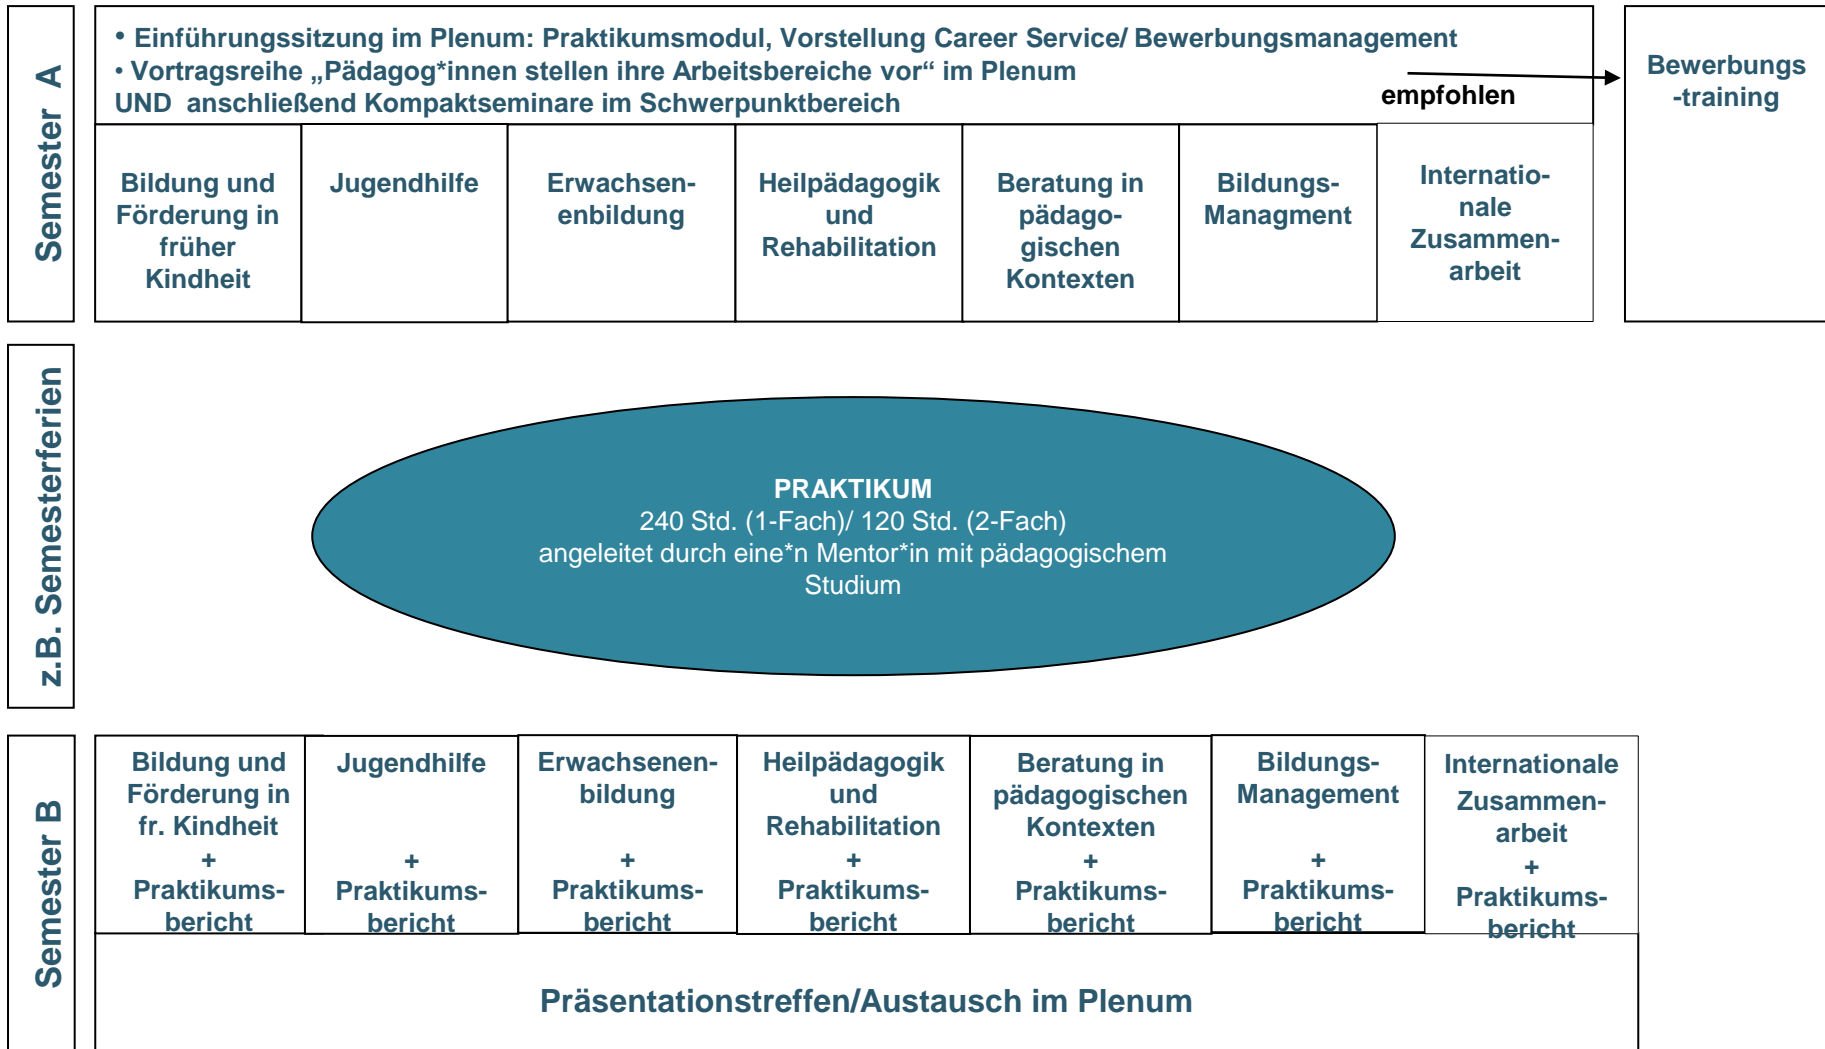 Semester A
• Einführungssitzung im Plenum: Praktikumsmodul, Vorstellung Career Service/ Bewerbungsmanagement
• Vortragsreihe „Pädagog*innen stellen ihre Arbeitsbereiche vor“ im Plenum
UND anschließend Kompaktseminare im Schwerpunktbereich
empfohlen
Bewerbungs
-training
Bildung und
Förderung in
früher
Kindheit
Jugendhilfe
Erwachsen-
enbildung
Heilpädagogik
und
Rehabilitation
Beratung in
pädago-
gischen
Kontexten
Bildungs-
Managment
Internatio-
nale
Zusammen-
arbeit
z.B. Semesterferien
PRAKTIKUM
240 Std. (1-Fach)/ 120 Std. (2-Fach)
angeleitet durch eine*n Mentor*in mit pädagogischem
Studium
Semester B
Bildung und
Förderung in
fr. Kindheit
+
Praktikums-
bericht
Jugendhilfe
+
Praktikums-
bericht
Erwachsenen-
bildung
+
Praktikums-
bericht
Heilpädagogik
und
Rehabilitation
+
Praktikums-
bericht
Beratung in
pädagogischen
Kontexten
+
Praktikums-
bericht
Bildungs-
Management
+
Praktikums-
bericht
Internationale
Zusammen-
arbeit
+
Praktikums-
bericht
Präsentationstreffen/Austausch im Plenum